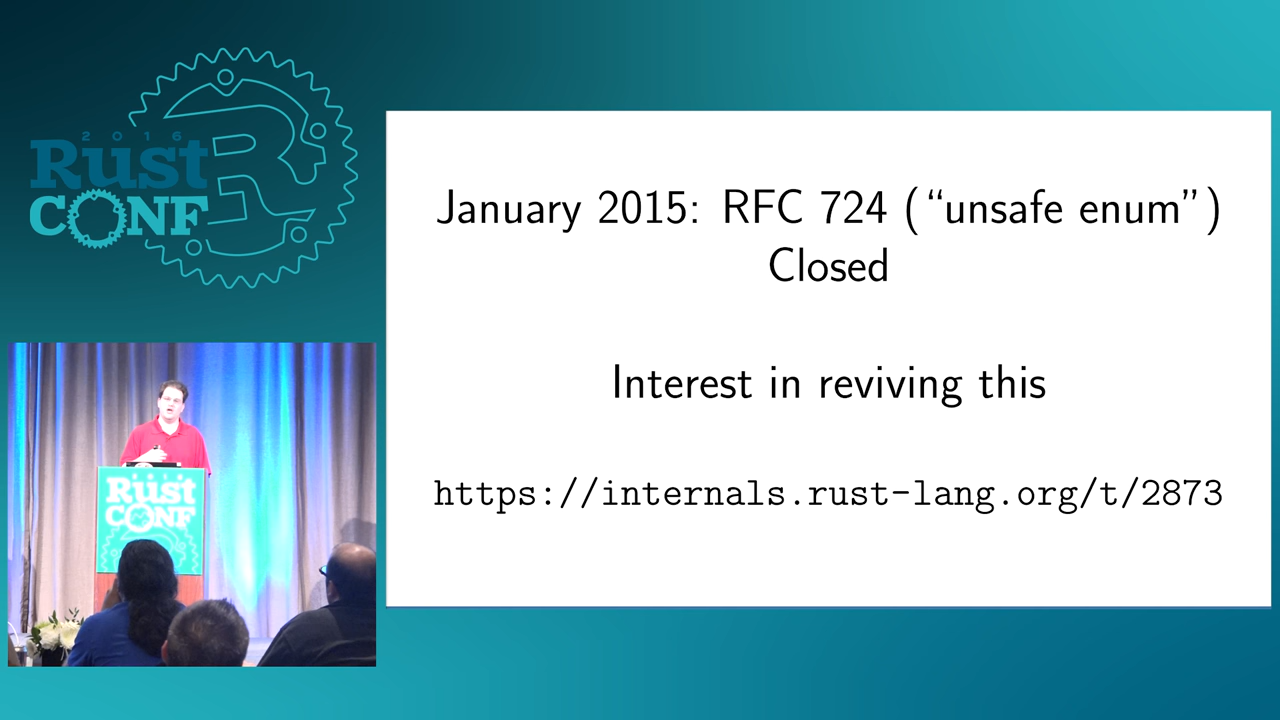 2016
Rust
CONF
January 2015: RFC 724 (“unsafe enum”)
Closed
Interest in reviving this
https://internals.rust-lang.org/t/2873
2016
Rust
CONF